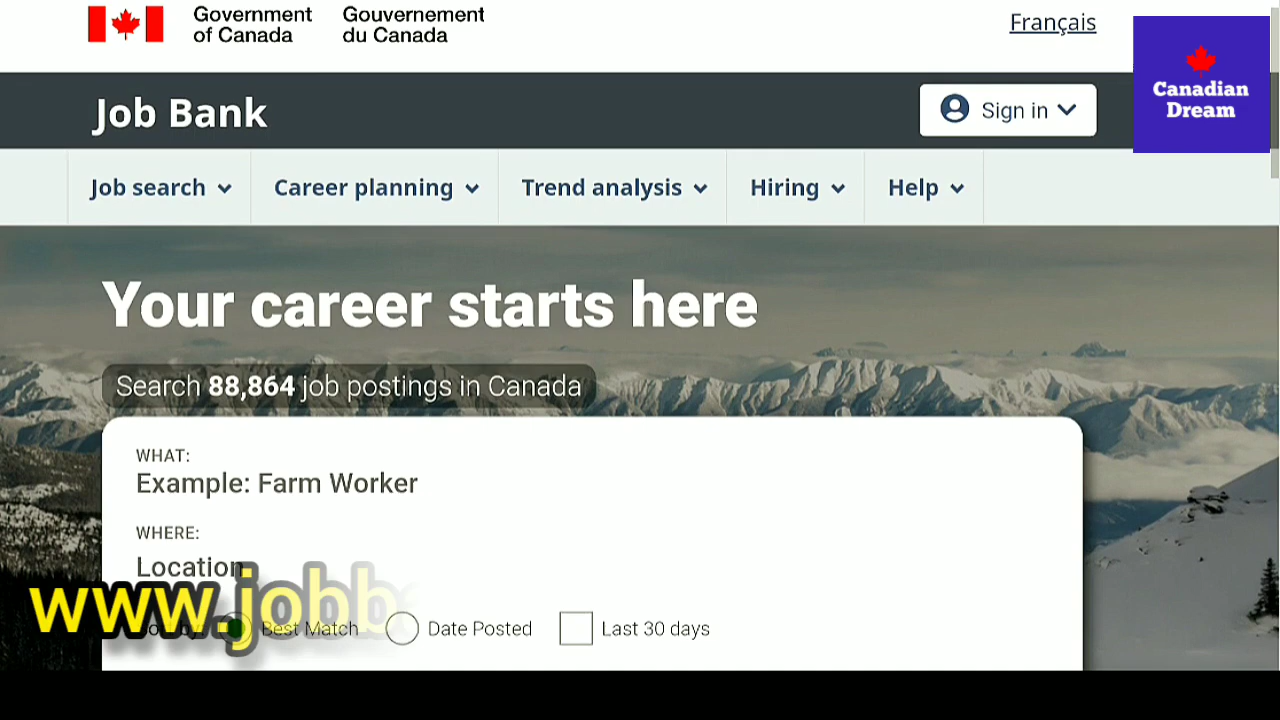 Government
of Canada
Gouvernement
du Canada
Français
Canadian
Dream
Job Bank
Sign in
Job search
Career planning
Trend analysis
Hiring
Help
Your career starts here
Search 88,864 job postings in Canada
WHAT:
Example: Farm Worker
WHERE:
Location
www.jobb
Best Match
Date Posted
Last 30 days